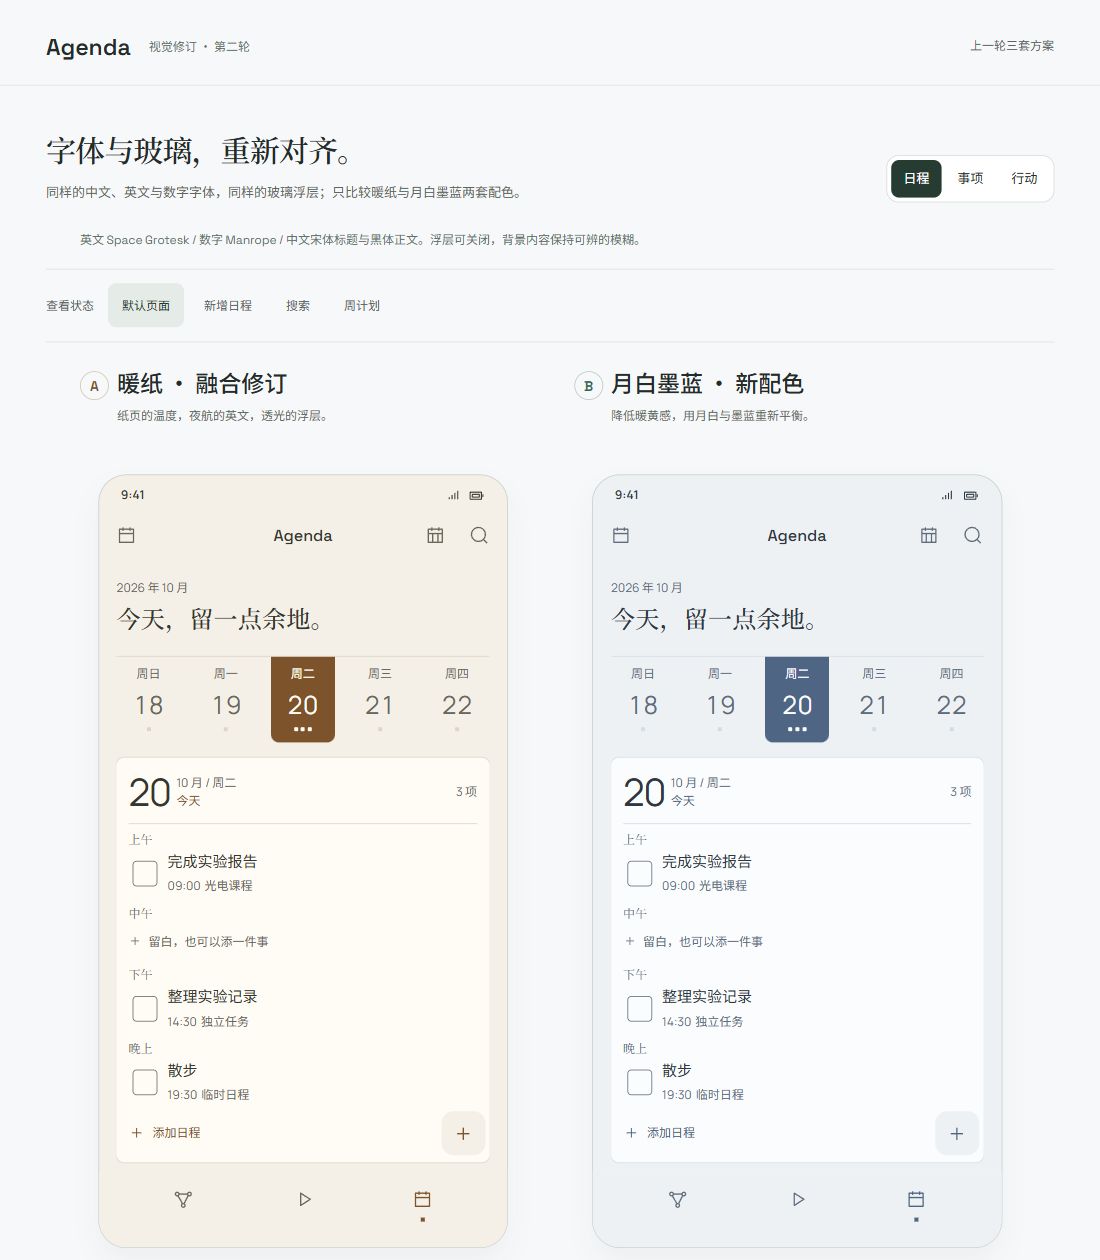 Agenda 视觉修订 · 第二轮 上一轮三套方案
字体与玻璃，重新对齐。
同样的中文、英文与数字字体，同样的玻璃浮层；只比较暖纸与月白墨蓝两套配色。
日程 事项 行动
英文 Space Grotesk / 数字 Manrope / 中文宋体标题与黑体正文。浮层可关闭，背景内容保持可辨的模糊。
查看状态 默认页面 新增日程 搜索 周计划
A 暖纸 · 融合修订
纸页的温度，夜航的英文，透光的浮层。
9:41
Agenda
2026 年 10 月
今天，留一点余地。
周日 周一 周二 周三 周四
18 19 20 21 22
20 10 月 / 周二
今天
3 项
上午
完成实验报告
09:00 光电课程
中午
+ 留白，也可以添一件事
下午
整理实验记录
14:30 独立任务
晚上
散步
19:30 临时日程
+ 添加日程
+
B 月白墨蓝 · 新配色
降低暖黄感，用月白与墨蓝重新平衡。
9:41
Agenda
2026 年 10 月
今天，留一点余地。
周日 周一 周二 周三 周四
18 19 20 21 22
20 10 月 / 周二
今天
3 项
上午
完成实验报告
09:00 光电课程
中午
+ 留白，也可以添一件事
下午
整理实验记录
14:30 独立任务
晚上
散步
19:30 临时日程
+ 添加日程
+